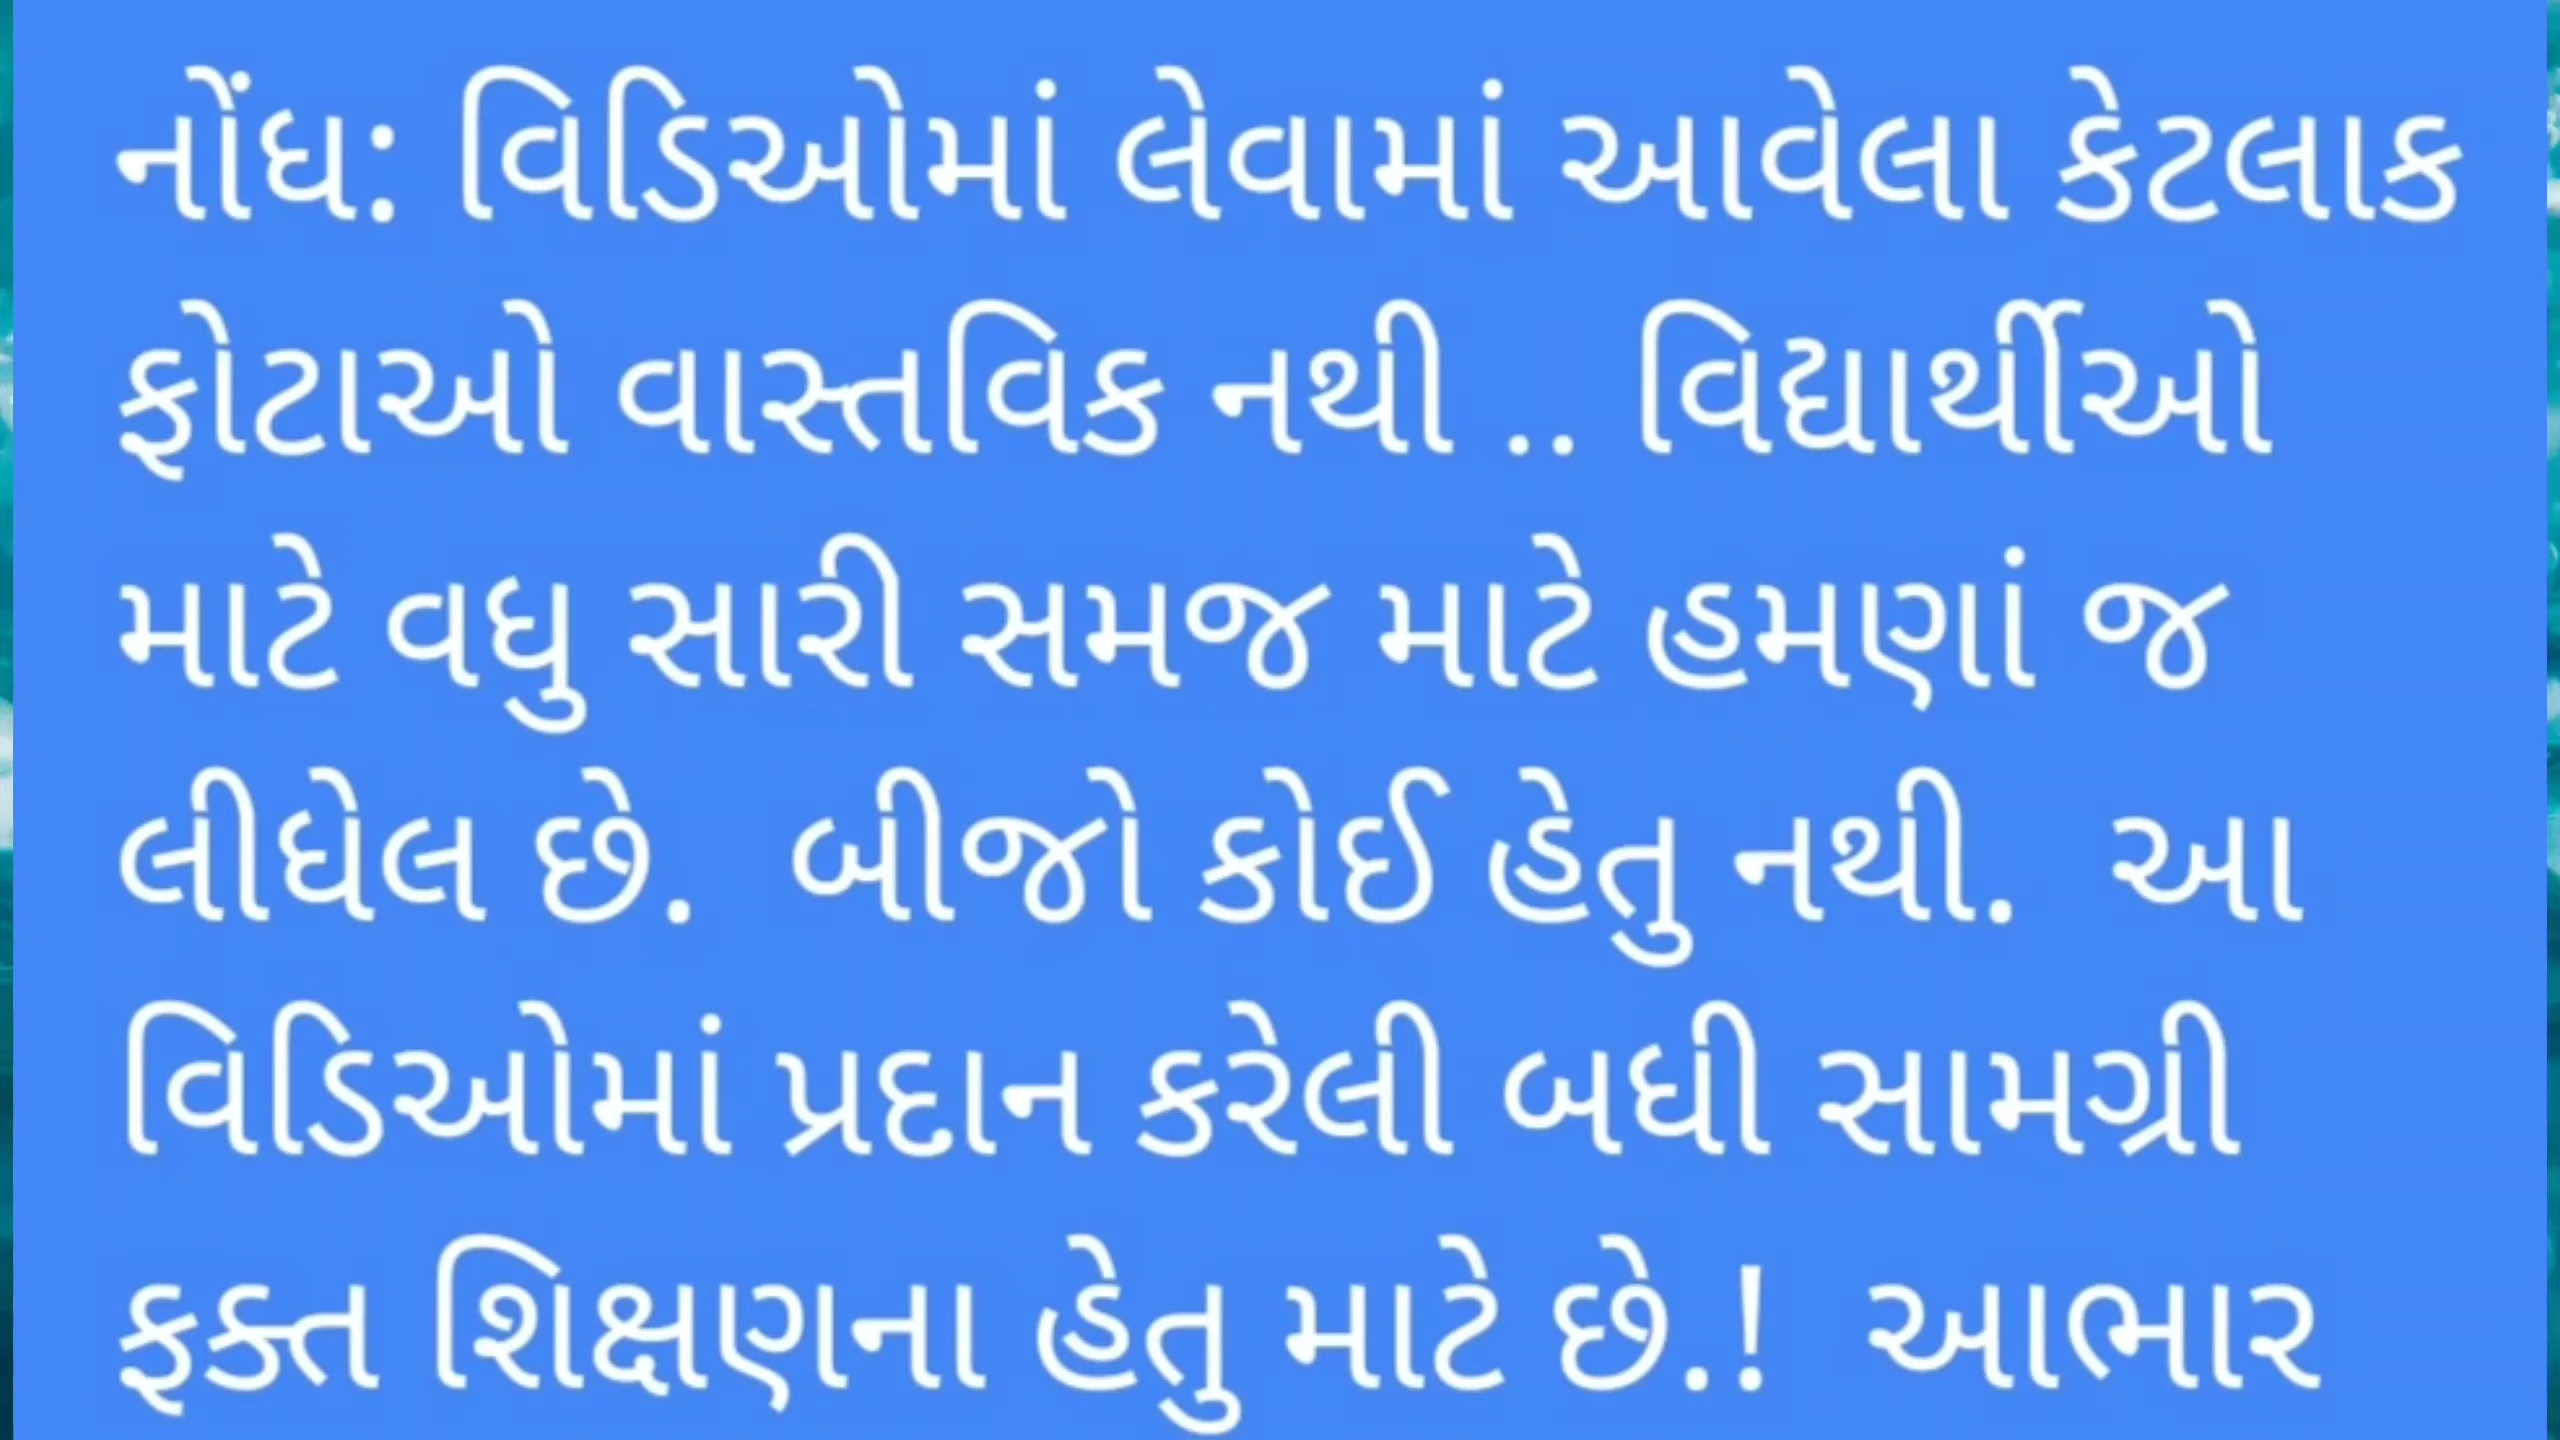 નોંધ: વિડિઓમાં લેવામાં આવેલા કેટલાક
ફોટાઓ વાસ્તવિક નથી .. વિદ્યાર્થીઓ
માટે વધુ સારી સમજ માટે હમણાં જ
લીધેલ છે. બીજો કોઈ હેતુ નથી. આ
વિડિઓમાં પ્રદાન કરેલી બધી સામગ્રી
ફક્ત શિક્ષણના હેતુ માટે છે.! આભાર